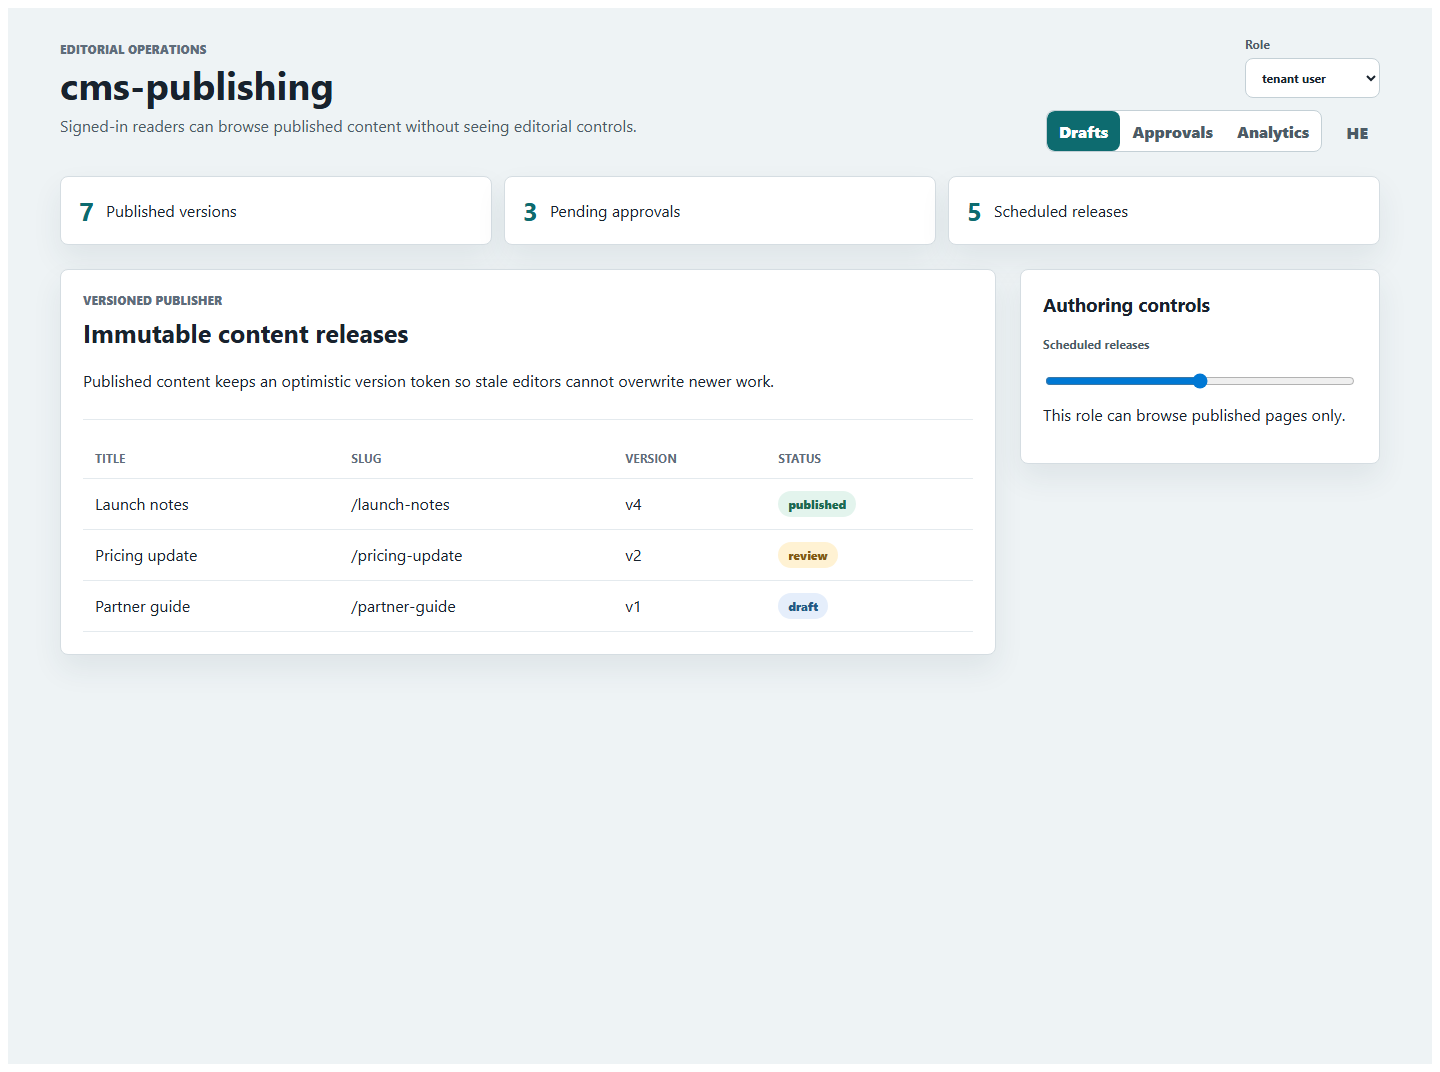 EDITORIAL OPERATIONS
cms-publishing
Signed-in readers can browse published content without seeing editorial controls.
Role
tenant user
Drafts Approvals Analytics HE
7 Published versions
3 Pending approvals
5 Scheduled releases
VERSIONED PUBLISHER
Immutable content releases
Published content keeps an optimistic version token so stale editors cannot overwrite newer work.
TITLE SLUG VERSION STATUS
Launch notes /launch-notes v4 published
Pricing update /pricing-update v2 review
Partner guide /partner-guide v1 draft
Authoring controls
Scheduled releases
This role can browse published pages only.